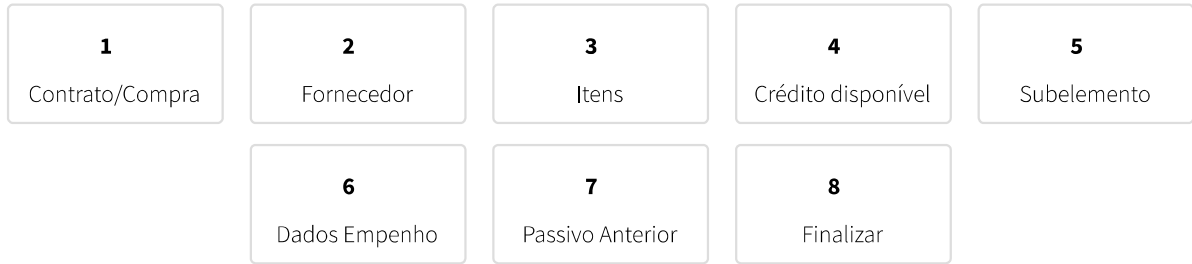 1
Contrato/Compra
2
Fornecedor
3
Itens
4
Crédito disponível
5
Subelemento
6
Dados Empenho
7
Passivo Anterior
8
Finalizar